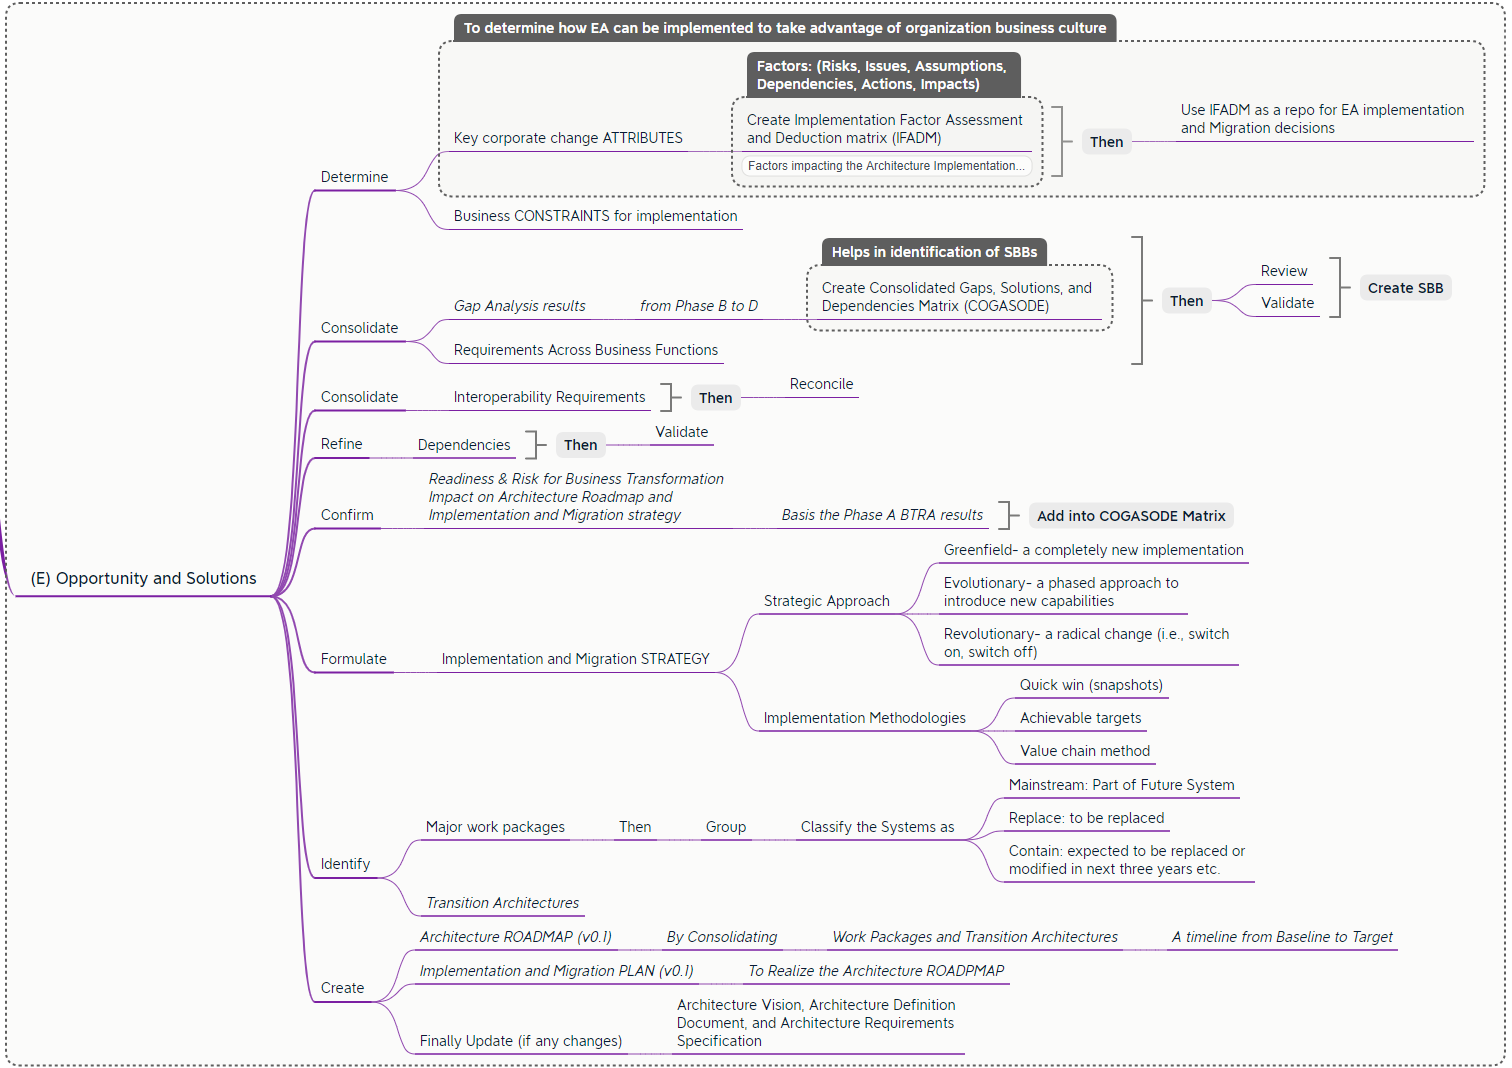 To determine how EA can be implemented to take advantage of organization business culture
Factors: (Risks, Issues, Assumptions,
Dependencies, Actions, Impacts)
Key corporate change ATTRIBUTES
Create Implementation Factor Assessment
and Deduction matrix (IFADM)
Factors impacting the Architecture Implementation...
Then
Use IFADM as a repo for EA implementation
and Migration decisions
Determine
Business CONSTRAINTS for implementation
Helps in identification of SBBs
Consolidate
Gap Analysis results
from Phase B to D
Create Consolidated Gaps, Solutions, and
Dependencies Matrix (COGASODE)
Requirements Across Business Functions
Then
Review
Validate
Create SBB
Consolidate
Interoperability Requirements
Then
Reconcile
Refine
Dependencies
Then
Validate
Confirm
Readiness & Risk for Business Transformation
Impact on Architecture Roadmap and
Implementation and Migration strategy
Basis the Phase A BTRA results
Add into COGASODE Matrix
(E) Opportunity and Solutions
Formulate
Implementation and Migration STRATEGY
Strategic Approach
Greenfield- a completely new implementation
Evolutionary- a phased approach to
introduce new capabilities
Revolutionary- a radical change (i.e., switch
on, switch off)
Implementation Methodologies
Quick win (snapshots)
Achievable targets
Value chain method
Identify
Major work packages
Then
Group
Classify the Systems as
Mainstream: Part of Future System
Replace: to be replaced
Contain: expected to be replaced or
modified in next three years etc.
Transition Architectures
Create
Architecture ROADMAP (v0.1)
By Consolidating
Work Packages and Transition Architectures
A timeline from Baseline to Target
Implementation and Migration PLAN (v0.1)
To Realize the Architecture ROADPMAP
Finally Update (if any changes)
Architecture Vision, Architecture Definition
Document, and Architecture Requirements
Specification